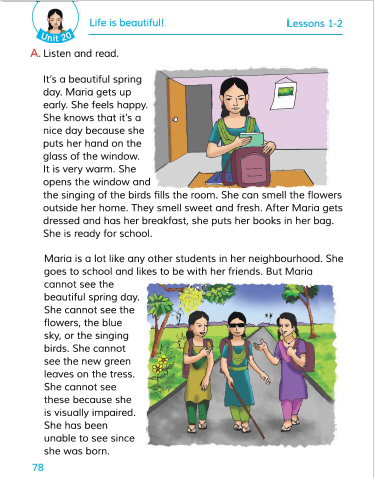 Life is beautiful!
Lessons 1-2
Unit 20
A. Listen and read.
It's a beautiful spring
day. Maria gets up
early. She feels happy.
She knows that it's a
nice day because she
puts her hand on the
glass of the window.
It is very warm. She
opens the window and
the singing of the birds fills the room. She can smell the flowers
outside her home. They smell sweet and fresh. After Maria gets
dressed and has her breakfast, she puts her books in her bag.
She is ready for school.
Maria is a lot like any other students in her neighbourhood. She
goes to school and likes to be with her friends. But Maria
cannot see the
beautiful spring day.
She cannot see the
flowers, the blue
sky, or the singing
birds. She cannot
see the new green
leaves on the tress.
She cannot see
these because she
is visually impaired.
She has been
unable to see since
she was born.
78